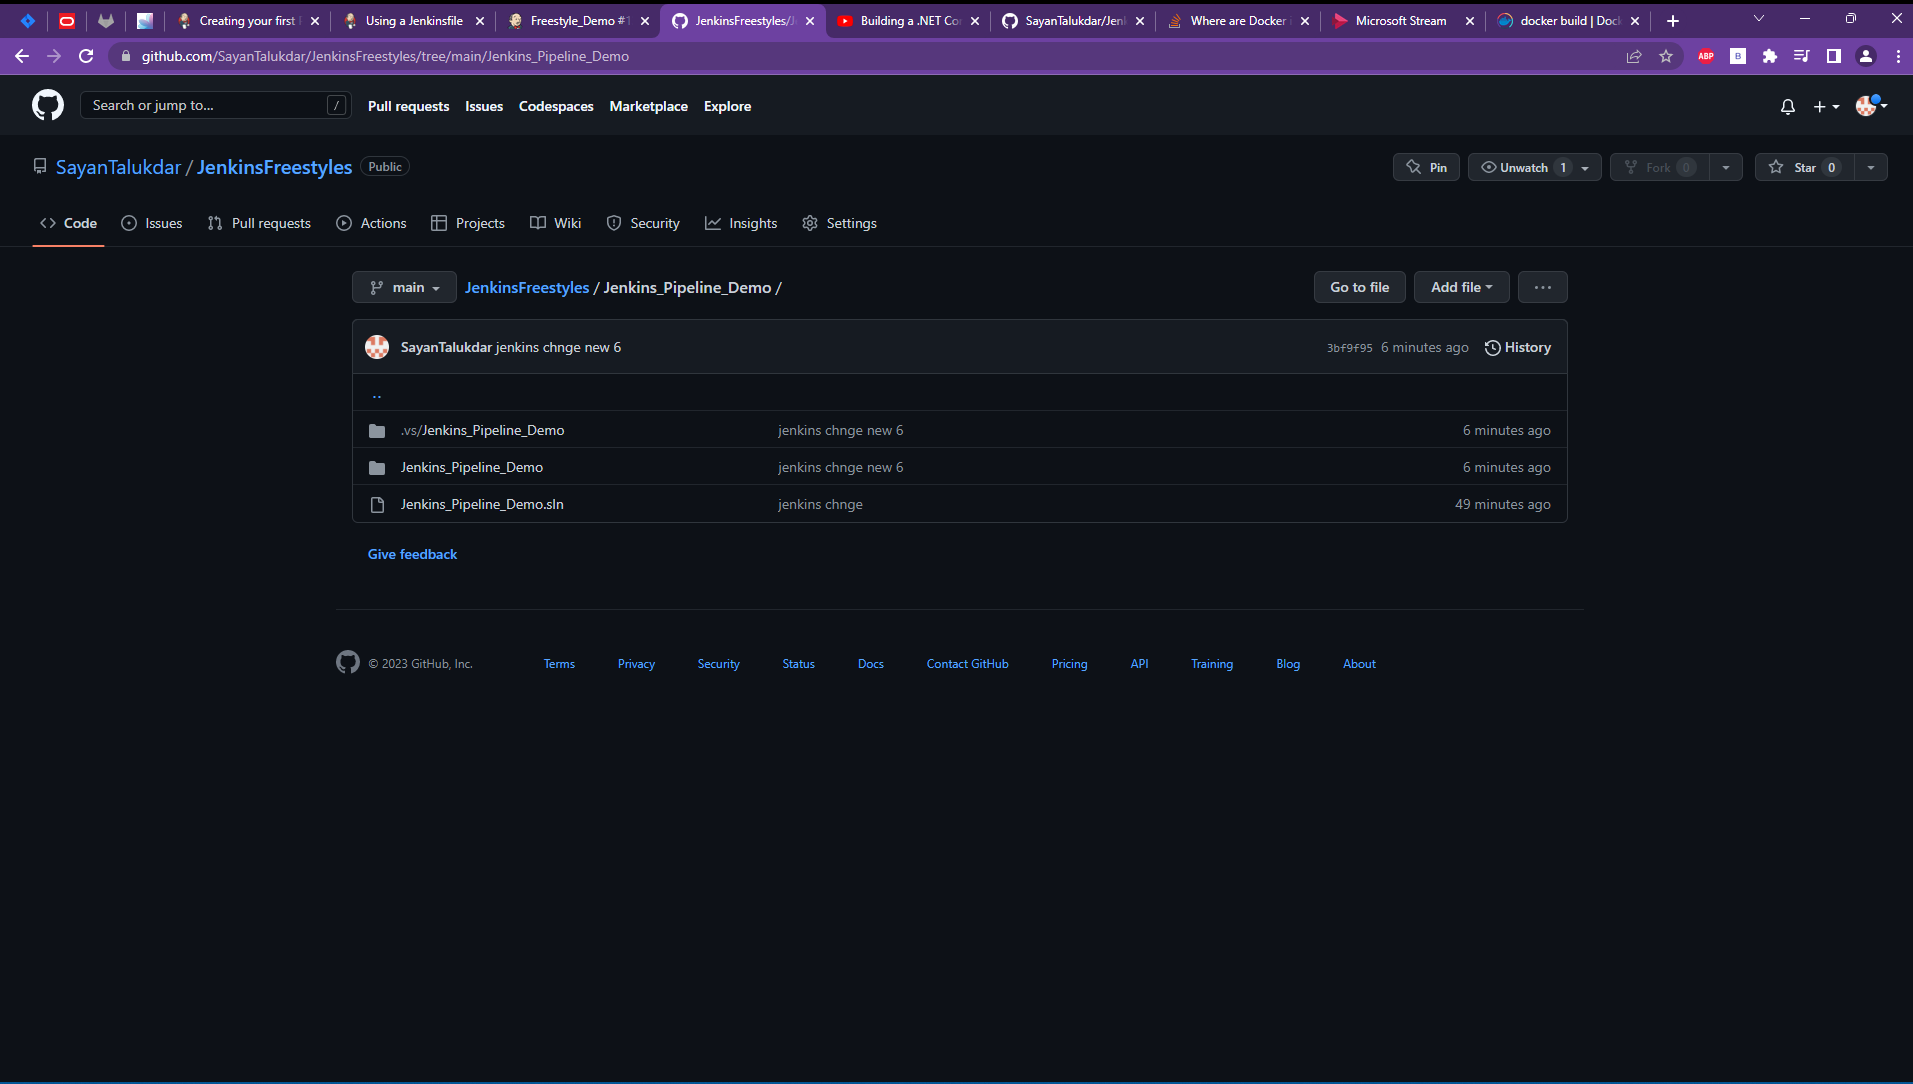 Creating your first
Using a Jenkinsfile
Freestyle_Demo #1
JenkinsFreestyles/J
Building a .NET Co
SayanTalukdar/Jen
Where are Docker i
Microsoft Stream
docker build | Doc
github.com/SayanTalukdar/JenkinsFreestyles/tree/main/Jenkins_Pipeline_Demo
ABP
B
Search or jump to...
/
Pull requests
Issues
Codespaces
Marketplace
Explore
SayanTalukdar / JenkinsFreestyles Public
Pin
Unwatch 1
Fork 0
Star 0
Code
Issues
Pull requests
Actions
Projects
Wiki
Security
Insights
Settings
main
JenkinsFreestyles / Jenkins_Pipeline_Demo /
Go to file
Add file
...
SayanTalukdar jenkins chnge new 6
3bf9f95 6 minutes ago
History
..
.vs/Jenkins_Pipeline_Demo jenkins chnge new 6 6 minutes ago
Jenkins_Pipeline_Demo jenkins chnge new 6 6 minutes ago
Jenkins_Pipeline_Demo.sln jenkins chnge 49 minutes ago
Give feedback
© 2023 GitHub, Inc.
Terms
Privacy
Security
Status
Docs
Contact GitHub
Pricing
API
Training
Blog
About